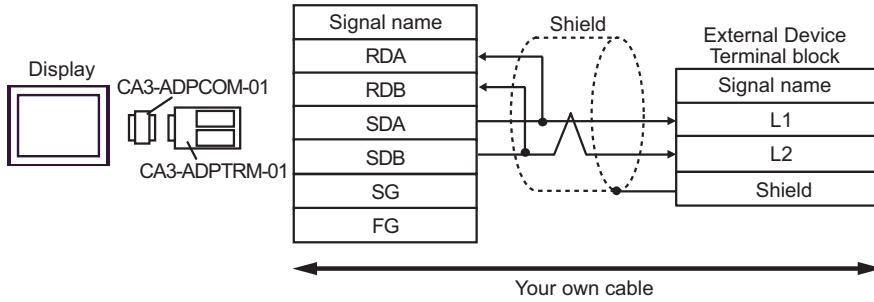 Display
CA3-ADPCOM-01
CA3-ADPTRM-01
Signal name
RDA
RDB
SDA
SDB
SG
FG
Shield
External Device
Terminal block
Signal name
L1
L2
Shield
Your own cable